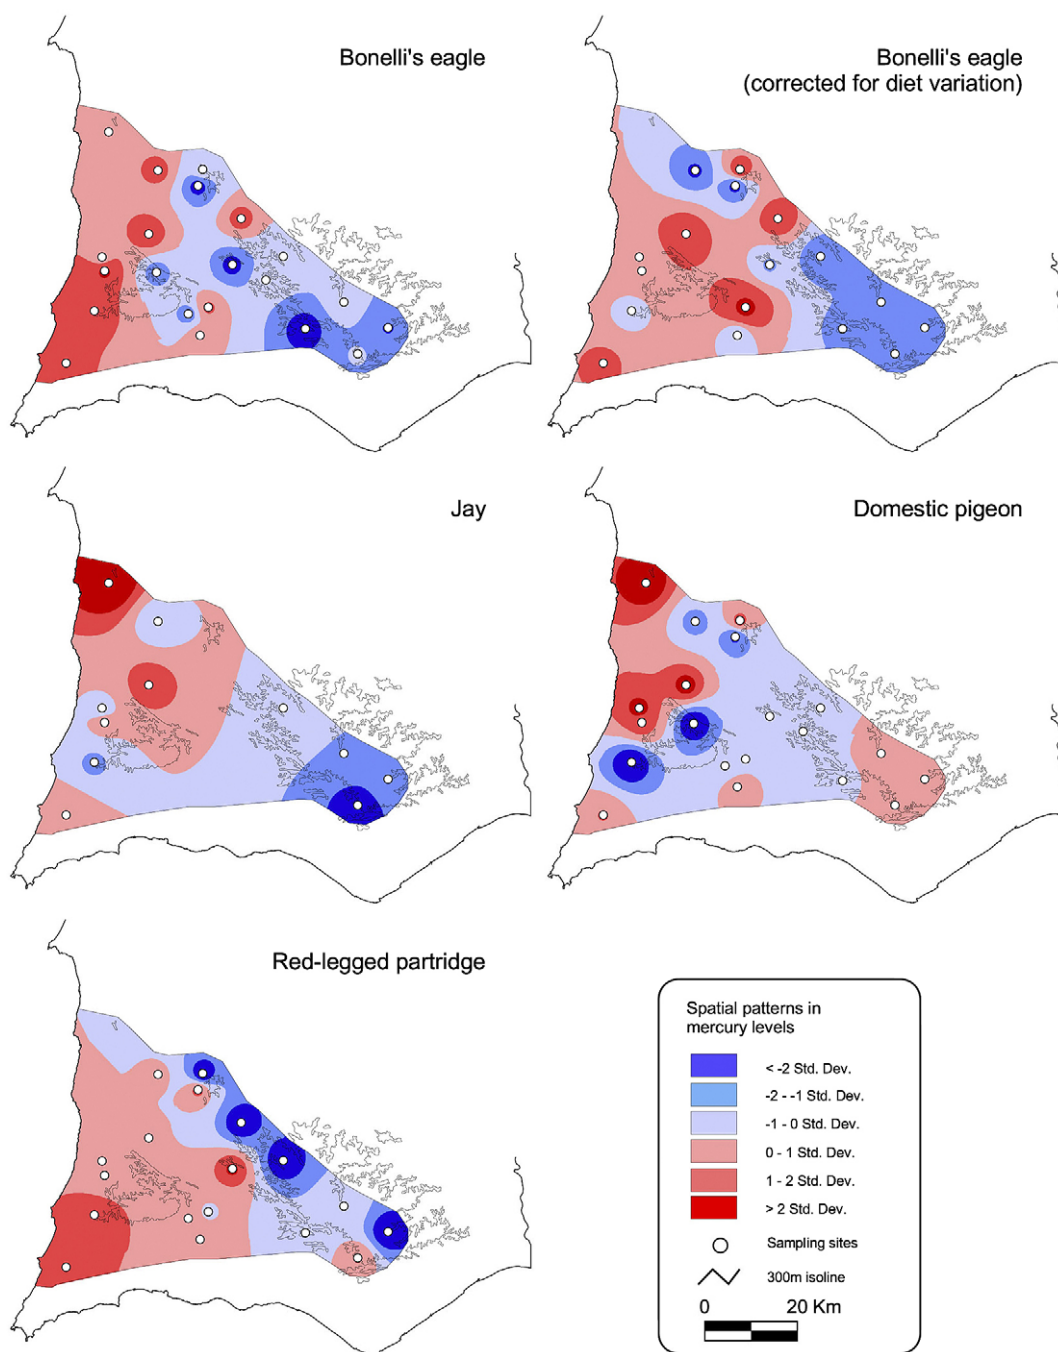 Bonelli's eagle
Bonelli's eagle
(corrected for diet variation)
Jay
Domestic pigeon
Red-legged partridge
Spatial patterns in
mercury levels
< -2 Std. Dev.
-2 - -1 Std. Dev.
-1 - 0 Std. Dev.
0 - 1 Std. Dev.
1 - 2 Std. Dev.
> 2 Std. Dev.
Sampling sites
300m isoline
0 20 Km